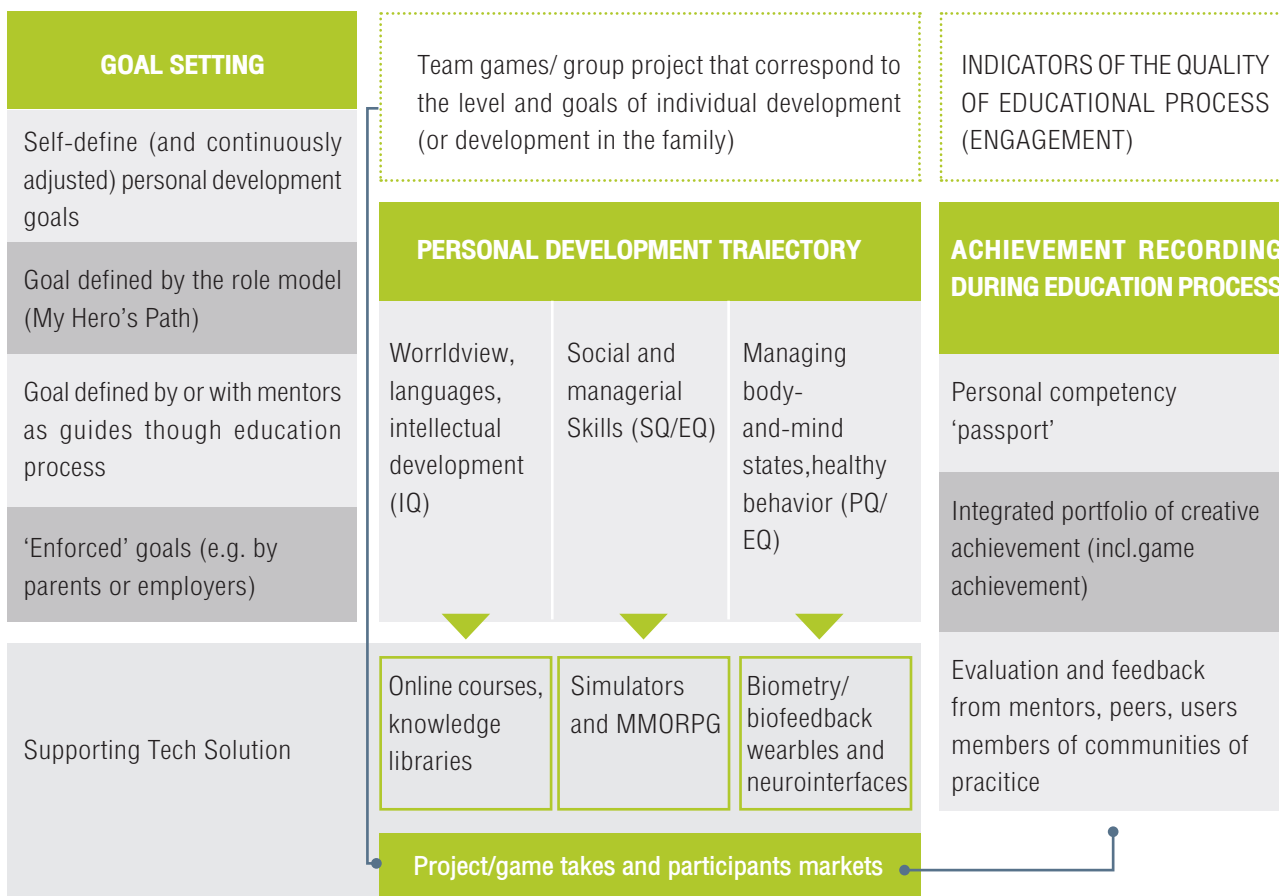 GOAL SETTING
Self-define (and continuously
adjusted) personal development
goals
Goal defined by the role model
(My Hero's Path)
Goal defined by or with mentors
as guides though education
process
'Enforced' goals (e.g. by
parents or employers)
Supporting Tech Solution
Team games/ group project that correspond to
the level and goals of individual development
(or development in the family)
PERSONAL DEVELOPMENT TRAIECTORY
Worrldview,
languages,
intellectual
development
(IQ)
Social and
managerial
Skills (SQ/EQ)
Managing
body-
and-mind
states,healthy
behavior (PQ/
EQ)
Online courses,
knowledge
libraries
Simulators
and MMORPG
Biometry/
biofeedback
wearbles and
neurointerfaces
Project/game takes and participants markets
INDICATORS OF THE QUALITY
OF EDUCATIONAL PROCESS
(ENGAGEMENT)
ACHIEVEMENT RECORDING
DURING EDUCATION PROCESS
Personal competency
'passport'
Integrated portfolio of creative
achievement (incl.game
achievement)
Evaluation and feedback
from mentors, peers, users
members of communities of
pracitice